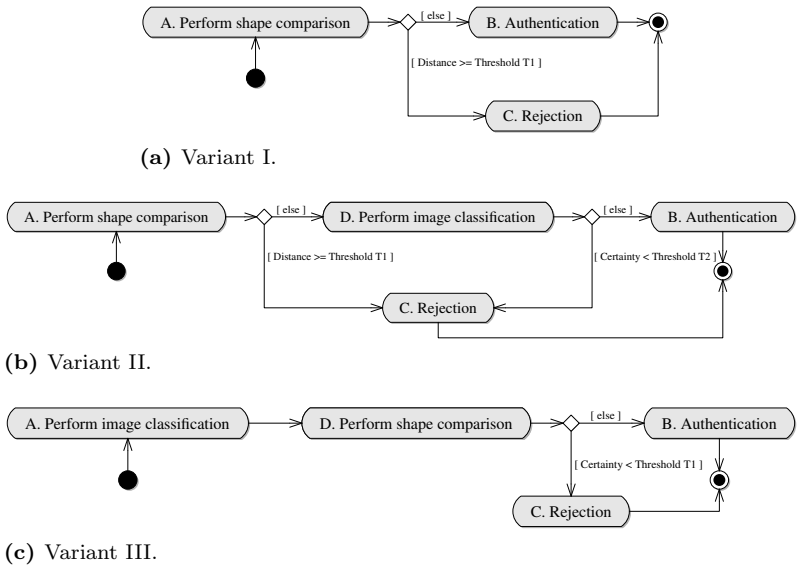 A. Perform shape comparison
[ else ]
B. Authentication
[ Distance >= Threshold T1 ]
C. Rejection
(a) Variant I.
A. Perform shape comparison
[ else ]
D. Perform image classification
[ else ]
B. Authentication
[ Distance >= Threshold T1 ]
[ Certainty < Threshold T2 ]
C. Rejection
(b) Variant II.
A. Perform image classification
D. Perform shape comparison
[ else ]
B. Authentication
[ Certainty < Threshold T1 ]
C. Rejection
(c) Variant III.